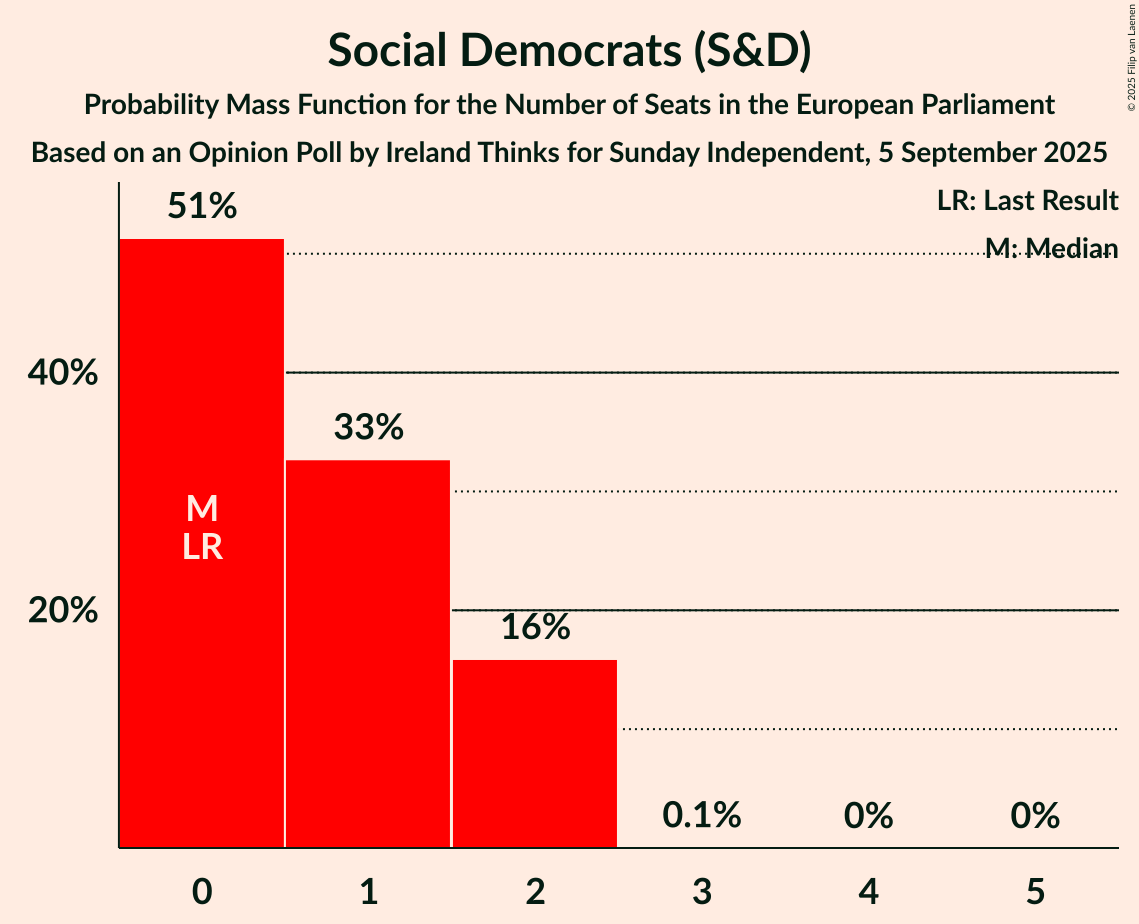 Social Democrats (S&D)
Probability Mass Function for the Number of Seats in the European Parliament
Based on an Opinion Poll by Ireland Thinks for Sunday Independent, 5 September 2025
© 2025 Filip van Laenen
LR: Last Result
M: Median
51%
40%
33%
M
LR
20%
16%
0.1%
0%
0%
0
1
2
3
4
5